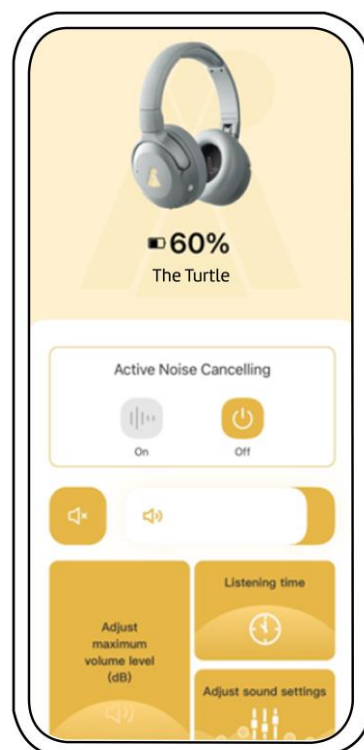 60%
The Turtle
Active Noise Cancelling
On
Off
Listening time
Adjust
maximum
volume level
(dB)
Adjust sound settings